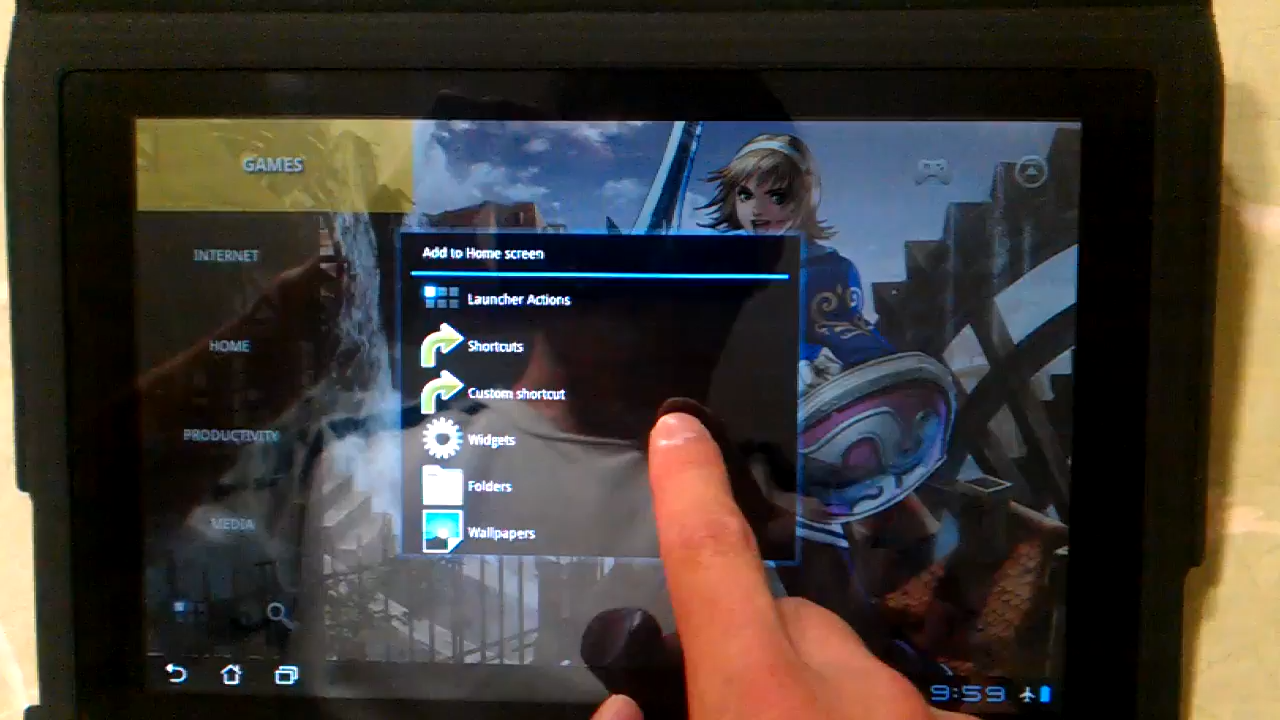 GAMES
INTERNET
HOME
PRODUCTIVITY
MEDIA
Add to Home screen
Launcher Actions
Shortcuts
Custom shortcut
Widgets
Folders
Wallpapers
9:59